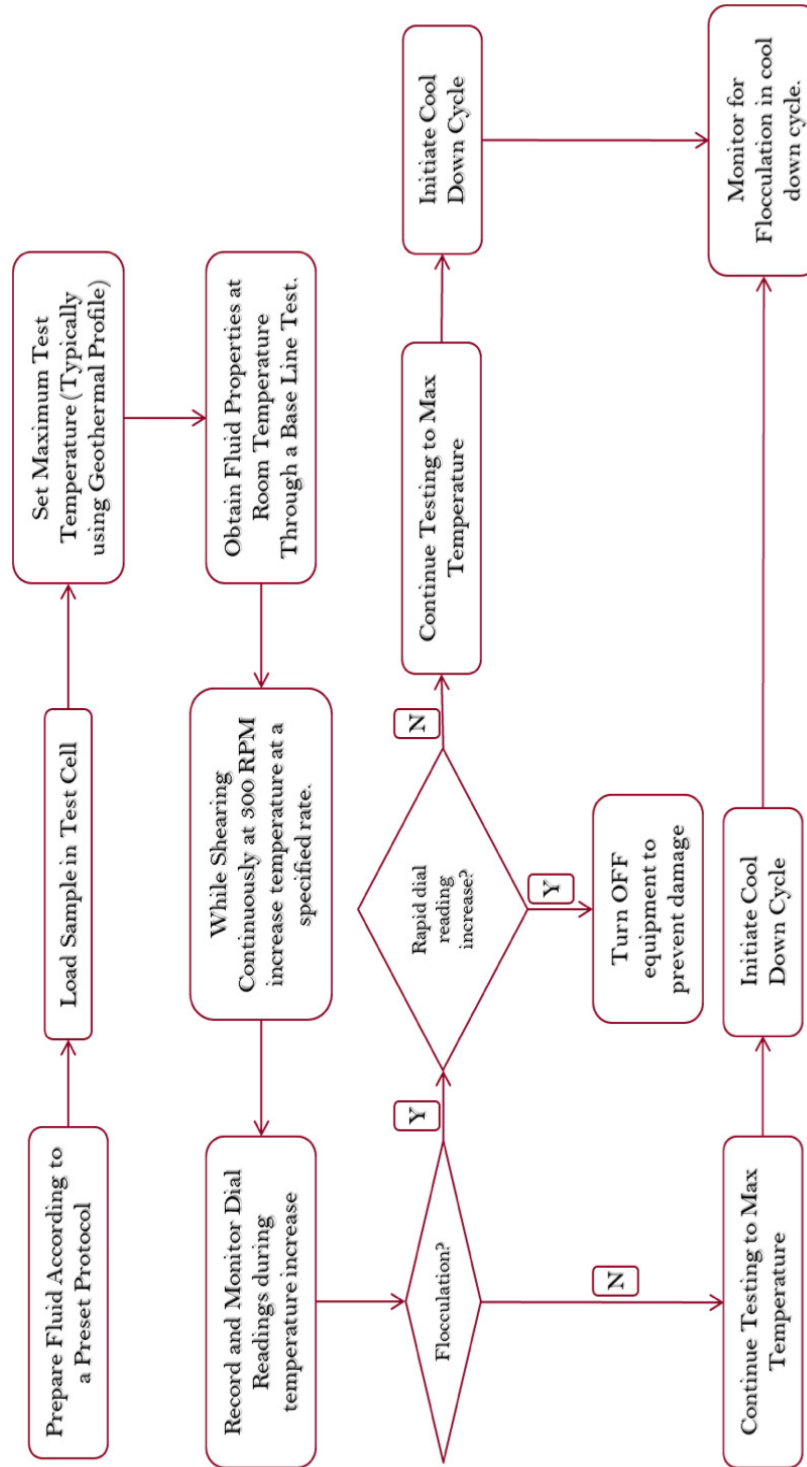 Prepare Fluid According to
a Preset Protocol
Load Sample in Test Cell
Set Maximum Test
Temperature (Typically
using Geothermal Profile)
Obtain Fluid Properties at
Room Temperature
Through a Base Line Test.
While Shearing
Continuously at 300 RPM
increase temperature at a
specified rate.
Record and Monitor Dial
Readings during
temperature increase
Flocculation?
Y
Rapid dial
reading
increase?
N
Continue Testing to Max
Temperature
Initiate Cool
Down Cycle
Y
Turn OFF
equipment to
prevent damage
N
Continue Testing to Max
Temperature
Initiate Cool
Down Cycle
Monitor for
Flocculation in cool
down cycle.